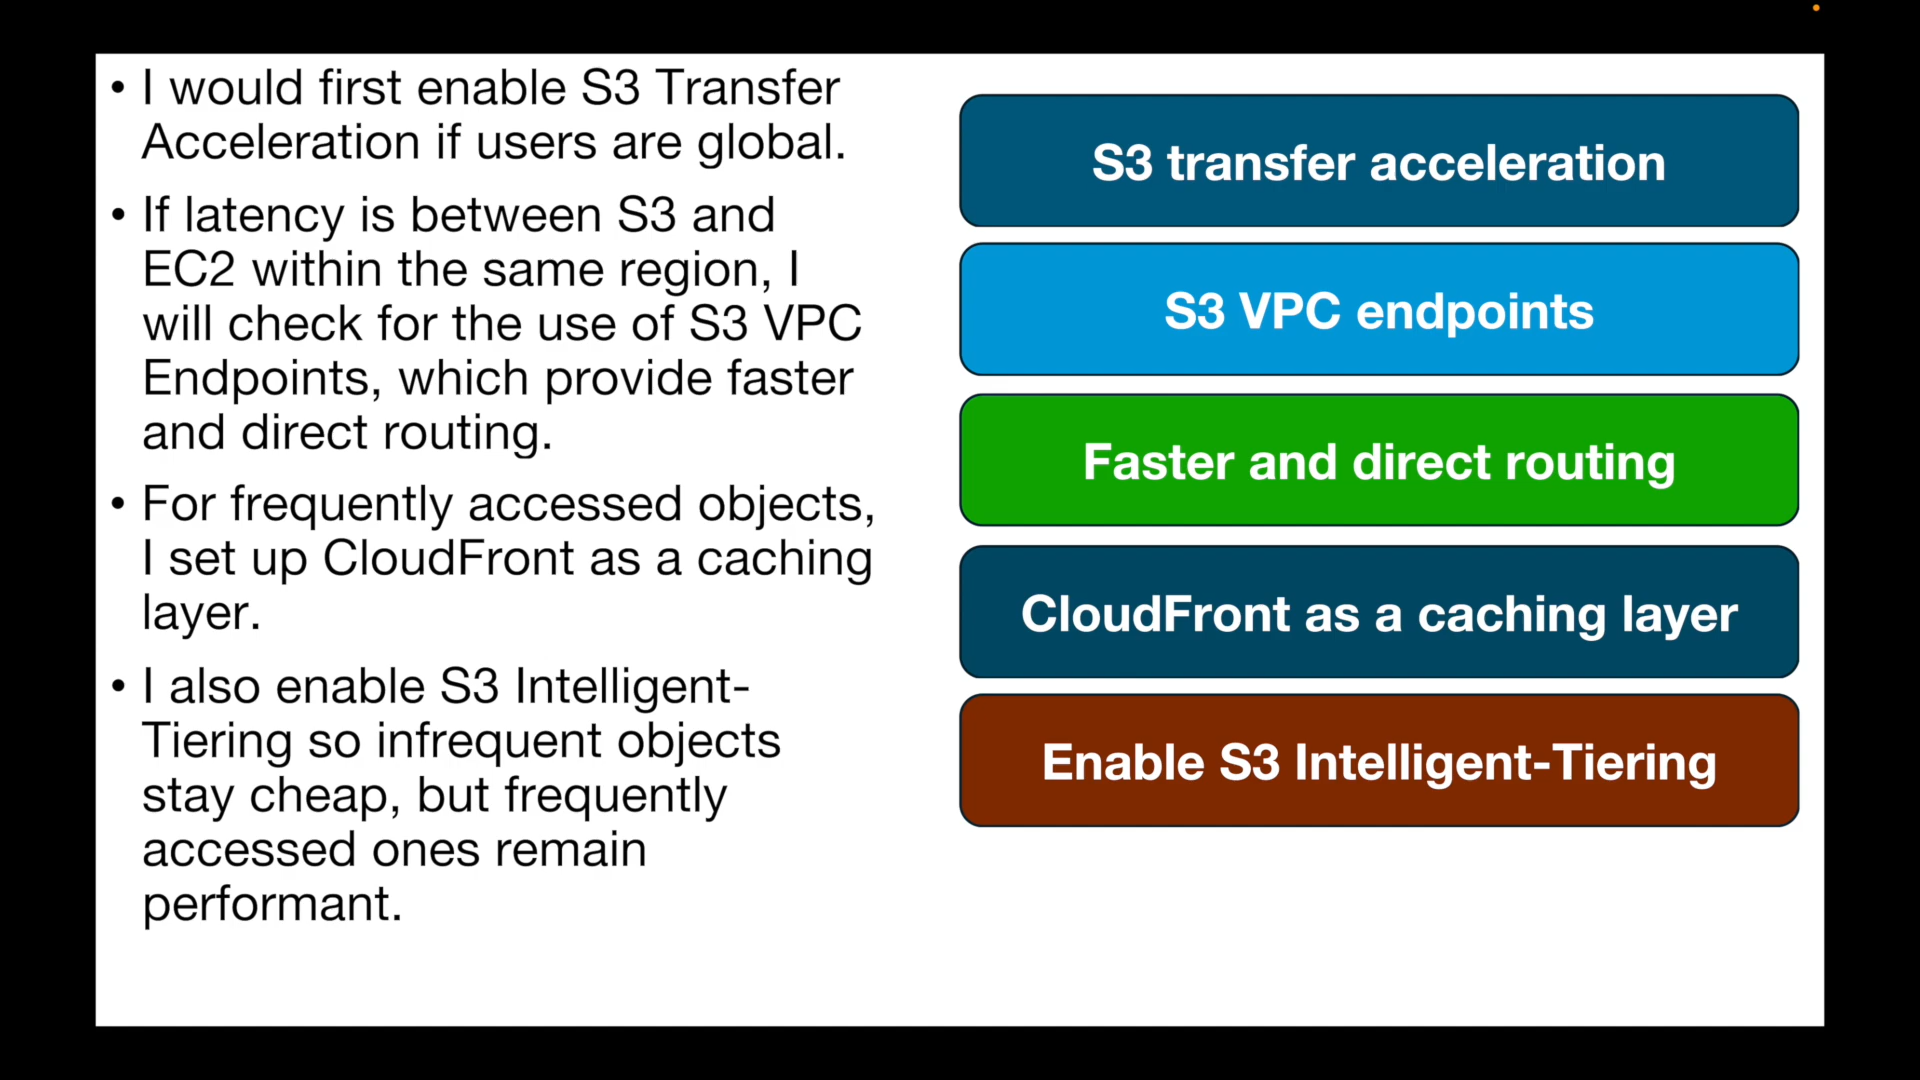 • I would first enable S3 Transfer
Acceleration if users are global.
• If latency is between S3 and
EC2 within the same region, I
will check for the use of S3 VPC
Endpoints, which provide faster
and direct routing.
• For frequently accessed objects,
I set up CloudFront as a caching
layer.
• I also enable S3 Intelligent-
Tiering so infrequent objects
stay cheap, but frequently
accessed ones remain
performant.
S3 transfer acceleration
S3 VPC endpoints
Faster and direct routing
CloudFront as a caching layer
Enable S3 Intelligent-Tiering